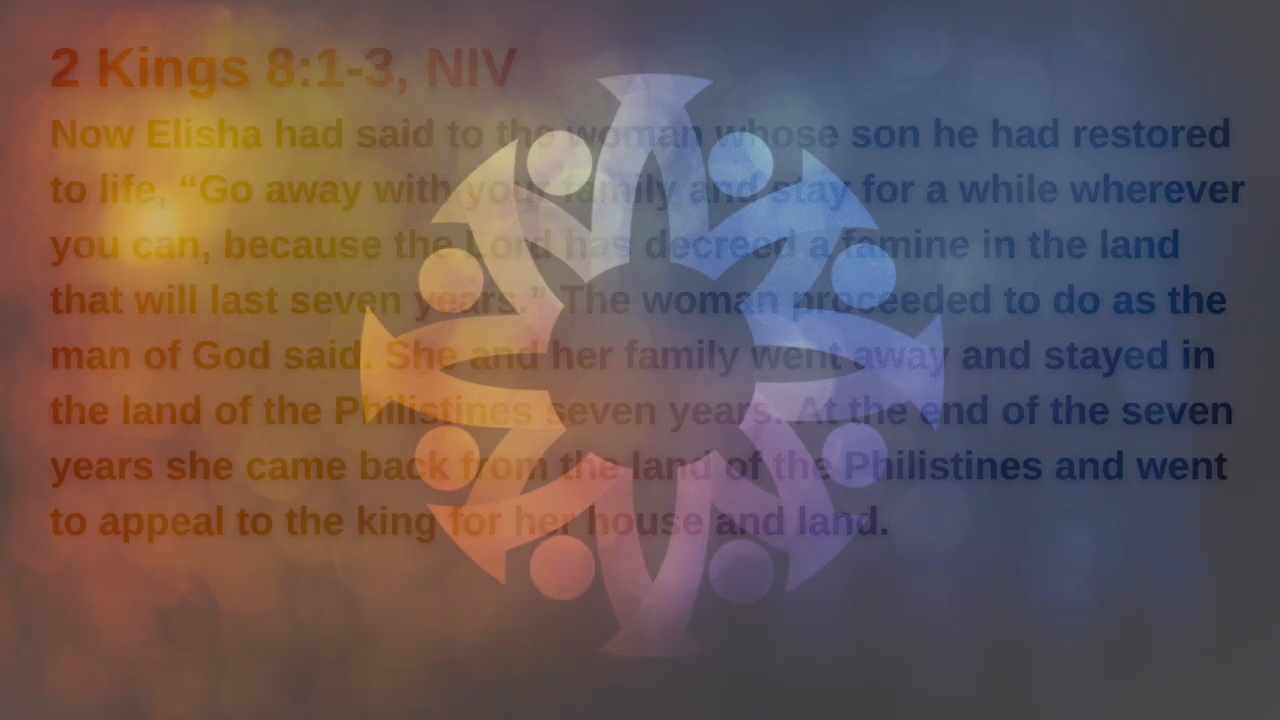 2 Kings 8:1-3, NIV
Now Elisha had said to the woman whose son he had restored
to life, “Go away with your family and stay for a while wherever
you can, because the Lord has decreed a famine in the land
that will last seven years.” The woman proceeded to do as the
man of God said. She and her family went away and stayed in
the land of the Philistines seven years. At the end of the seven
years she came back from the land of the Philistines and went
to appeal to the king for her house and land.